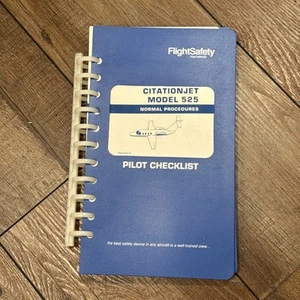 FlightSafety
international
CITATIONJET
MODEL 525
NORMAL PROCEDURES
PILOT CHECKLIST
the best safety device in any aircraft is a well-trained crew...